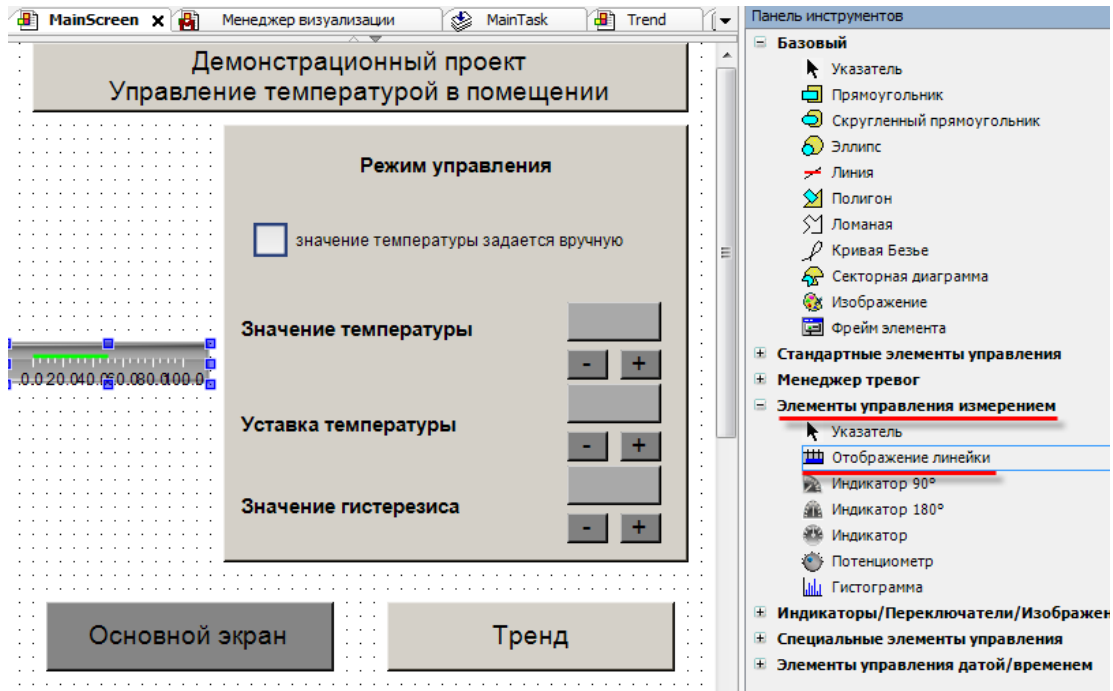 MainScreen
Менеджер визуализации
MainTask
Trend
Демонстрационный проект
Управление температурой в помещении
Режим управления
значение температуры задается вручную
Значение температуры
- +
Уставка температуры
- +
Значение гистерезиса
- +
Основной экран
Тренд
Панель инструментов
Базовый
Указатель
Прямоугольник
Скругленный прямоугольник
Эллипс
Линия
Полигон
Ломаная
Кривая Безье
Секторная диаграмма
Изображение
Фрейм элемента
Стандартные элементы управления
Менеджер тревог
Элементы управления измерением
Указатель
Отображение линейки
Индикатор 90°
Индикатор 180°
Индикатор
Потенциометр
Гистограмма
Индикаторы/Переключатели/Изображен
Специальные элементы управления
Элементы управления датой/временем